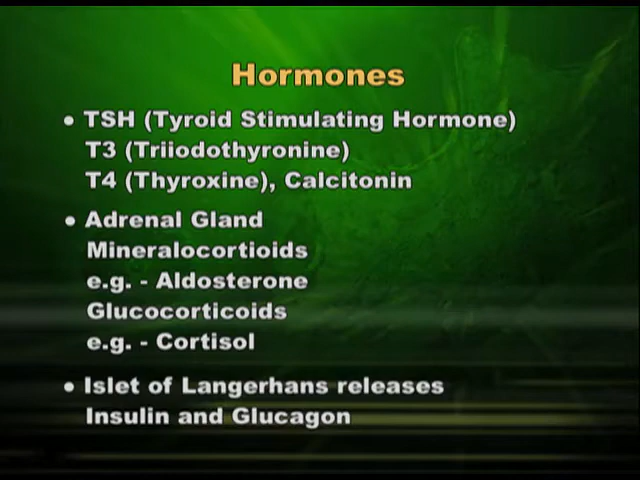 Hormones
• TSH (Tyroid Stimulating Hormone)
T3 (Triiodothyronine)
T4 (Thyroxine), Calcitonin
• Adrenal Gland
Mineralocortioids
e.g. - Aldosterone
Glucocorticoids
e.g. - Cortisol
• Islet of Langerhans releases
Insulin and Glucagon